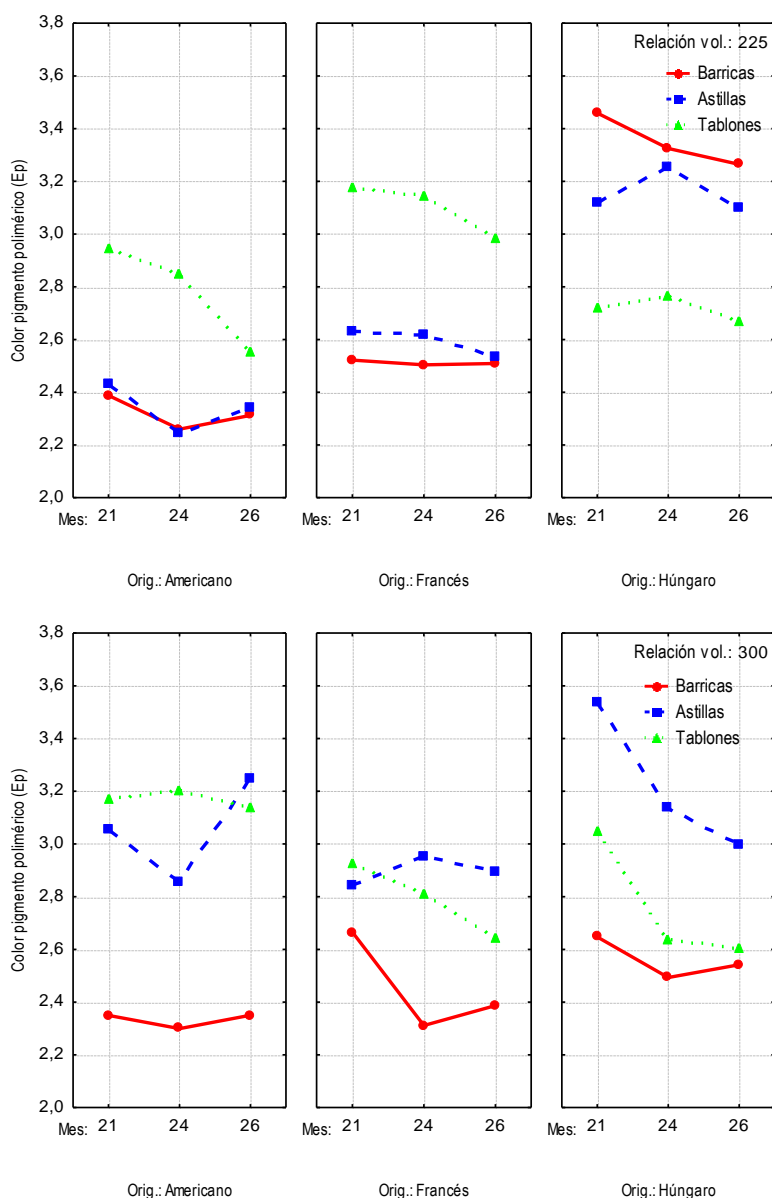 3,8
3,6
3,4
3,2
3,0
2,8
2,6
2,4
2,2
2,0
Color pigmento polimérico (Ep)
Relación vol.: 225
Barricas
Astillas
Tablones
Mes: 21 24 26
Mes: 21 24 26
Mes: 21 24 26
Orig.: Americano
Orig.: Francés
Orig.: Húngaro
3,8
3,6
3,4
3,2
3,0
2,8
2,6
2,4
2,2
2,0
Color pigmento polimérico (Ep)
Relación vol.: 300
Barricas
Astillas
Tablones
Mes: 21 24 26
Mes: 21 24 26
Mes: 21 24 26
Orig.: Americano
Orig.: Francés
Orig.: Húngaro